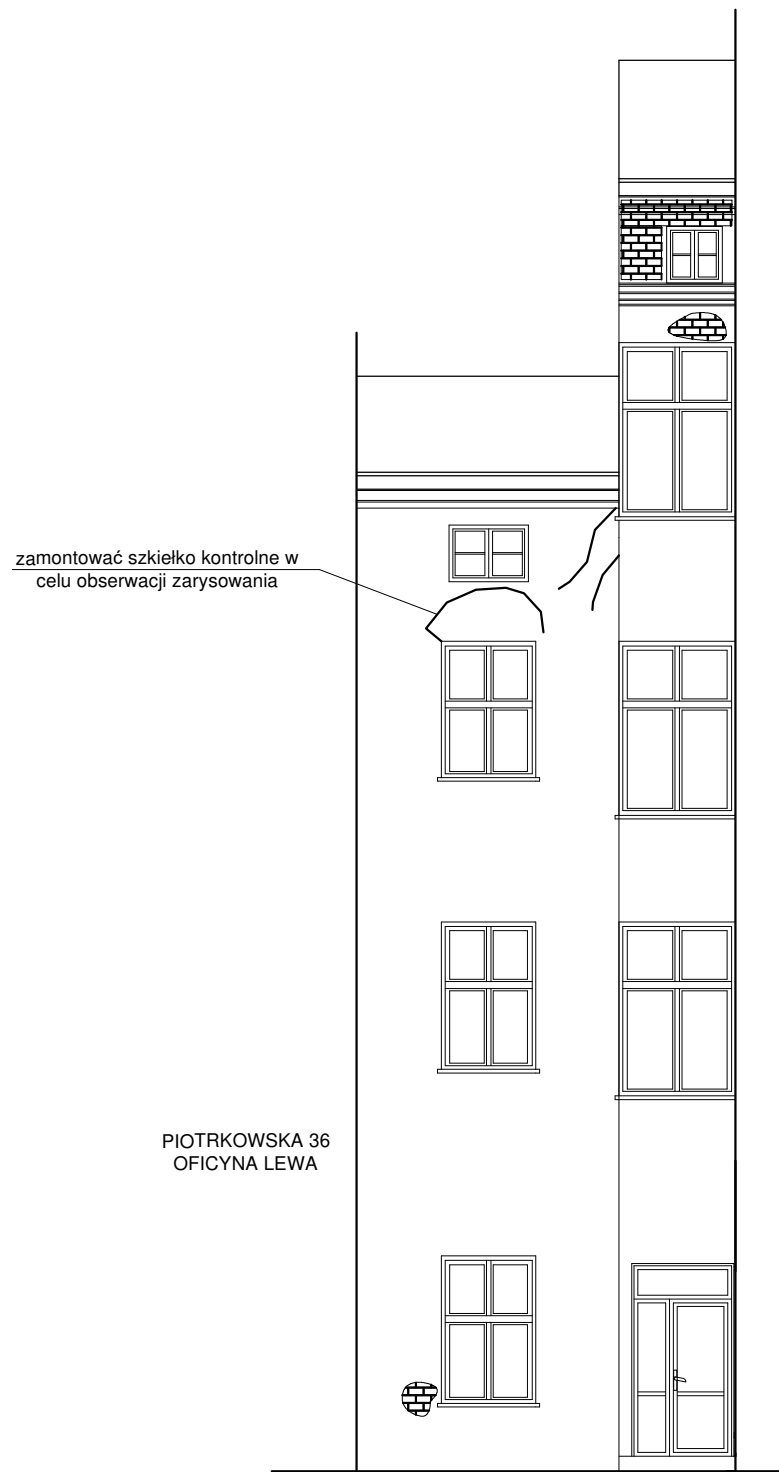 zamontować szkiełko kontrolne w
celu obserwacji zarysowania
PIOTRKOWSKA 36
OFICYNA LEWA